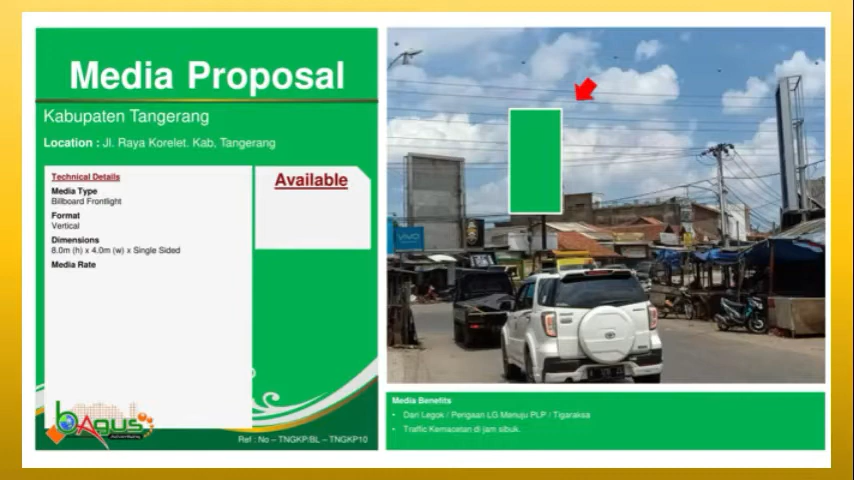 Media Proposal
Kabupaten Tangerang
Location : Jl. Raya Korelet. Kab, Tangerang
Technical Details
Media Type
Billboard Frontlight
Format
Vertical
Dimensions
8.0m (h) x 4.0m (w) x Single Sided
Media Rate
Available
bAgus
Advertising
Ref : No – TNGKP/BL – TNGKP10
VIVO
Media Benefits
• Dari Legok / Perigaan LG Menuju PLP / Tigaraksa
• Traffic Kemacetan di jam sibuk.